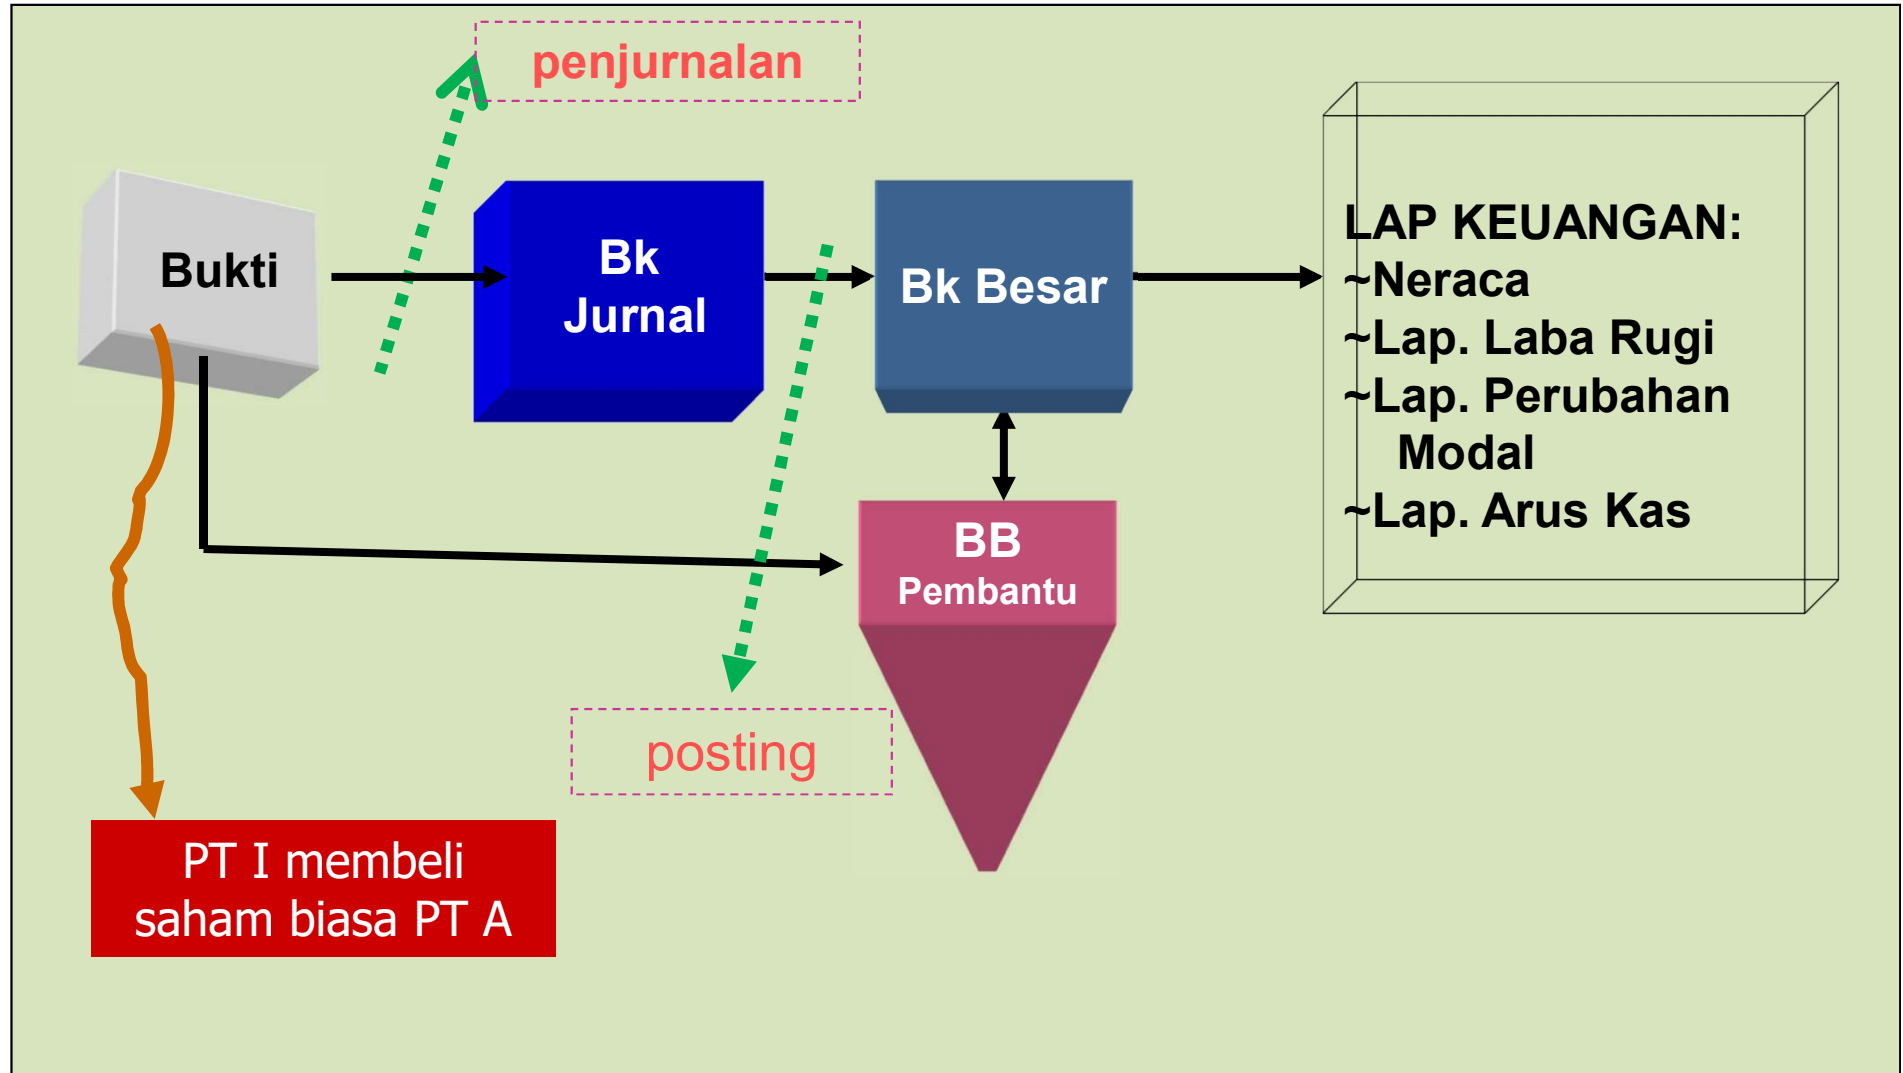 penjurnalan
Bukti
Bk
Jurnal
Bk Besar
LAP KEUANGAN:
~Neraca
~Lap. Laba Rugi
~Lap. Perubahan
Modal
~Lap. Arus Kas
BB
Pembantu
posting
PT I membeli
saham biasa PT A